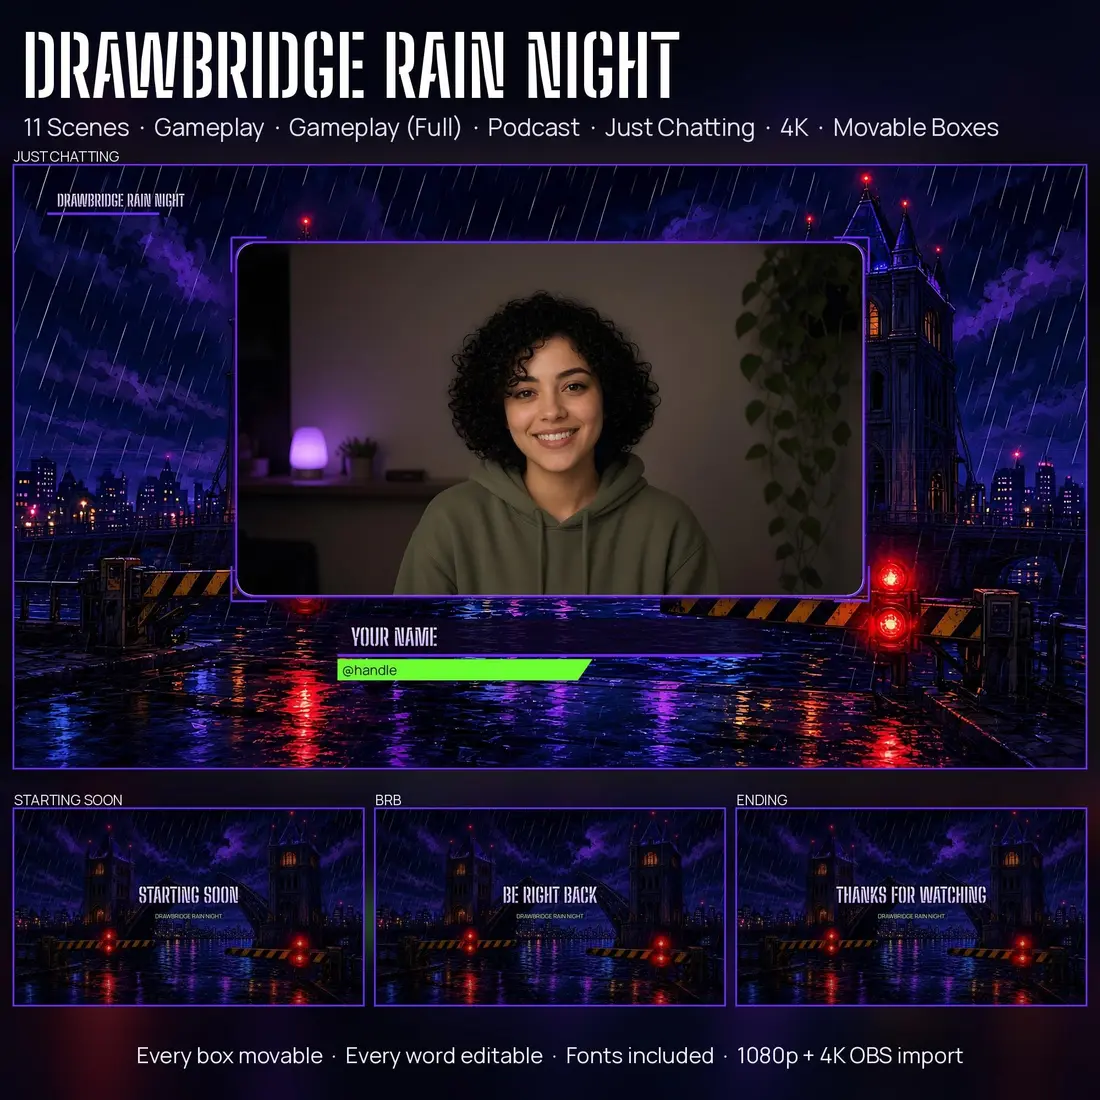 DRAWBRIDGE RAIN NIGHT
11 Scenes · Gameplay · Gameplay (Full) · Podcast · Just Chatting · 4K · Movable Boxes
JUST CHATTING
DRAWBRIDGE RAIN NIGHT
YOUR NAME
@handle
STARTING SOON
BRB
ENDING
STARTING SOON
DRAWBRIDGE RAIN NIGHT
BE RIGHT BACK
DRAWBRIDGE RAIN NIGHT
THANKS FOR WATCHING
DRAWBRIDGE RAIN NIGHT
Every box movable · Every word editable · Fonts included · 1080p + 4K OBS import